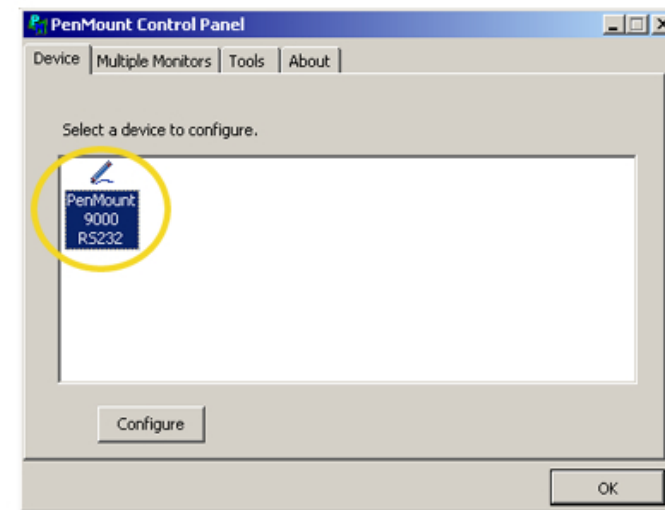 PenMount Control Panel
Device Multiple Monitors Tools About
Select a device to configure.
PenMount
9000
RS232
Configure
OK